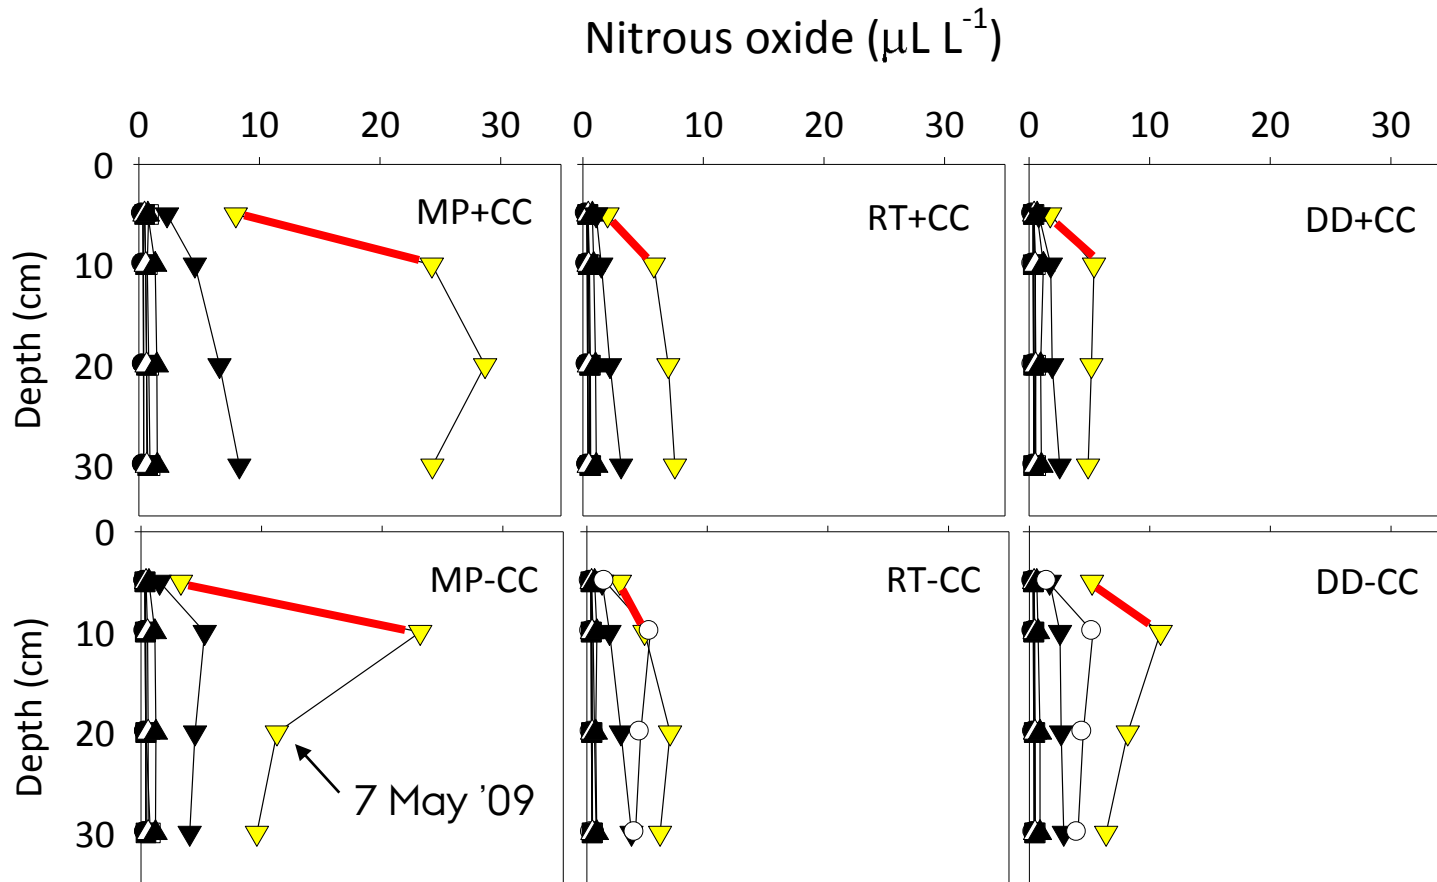 Nitrous oxide (μL L⁻¹)
0 10 20 30 0 10 20 30 0 10 20 30
Depth (cm)
0
10
20
30
MP+CC
RT+CC
DD+CC
Depth (cm)
0
10
20
30
MP-CC
RT-CC
DD-CC
7 May '09